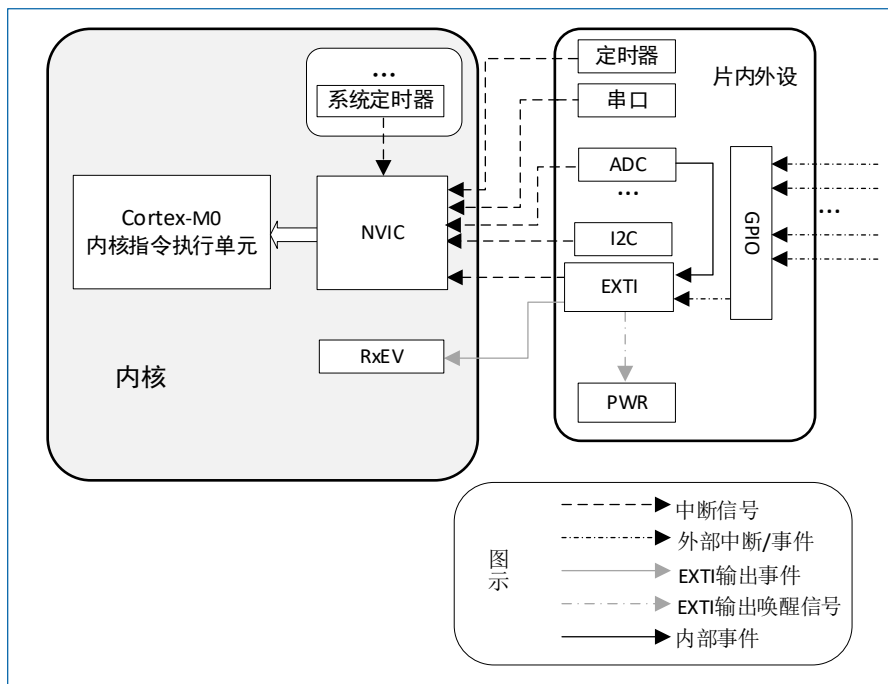 ...
系统定时器
Cortex-M0
内核指令执行单元
NVIC
RxEV
内核
定时器
串口
片内外设
ADC
...
I2C
EXTI
PWR
GPIO
...
图示
中断信号
外部中断/事件
EXTI输出事件
EXTI输出唤醒信号
内部事件